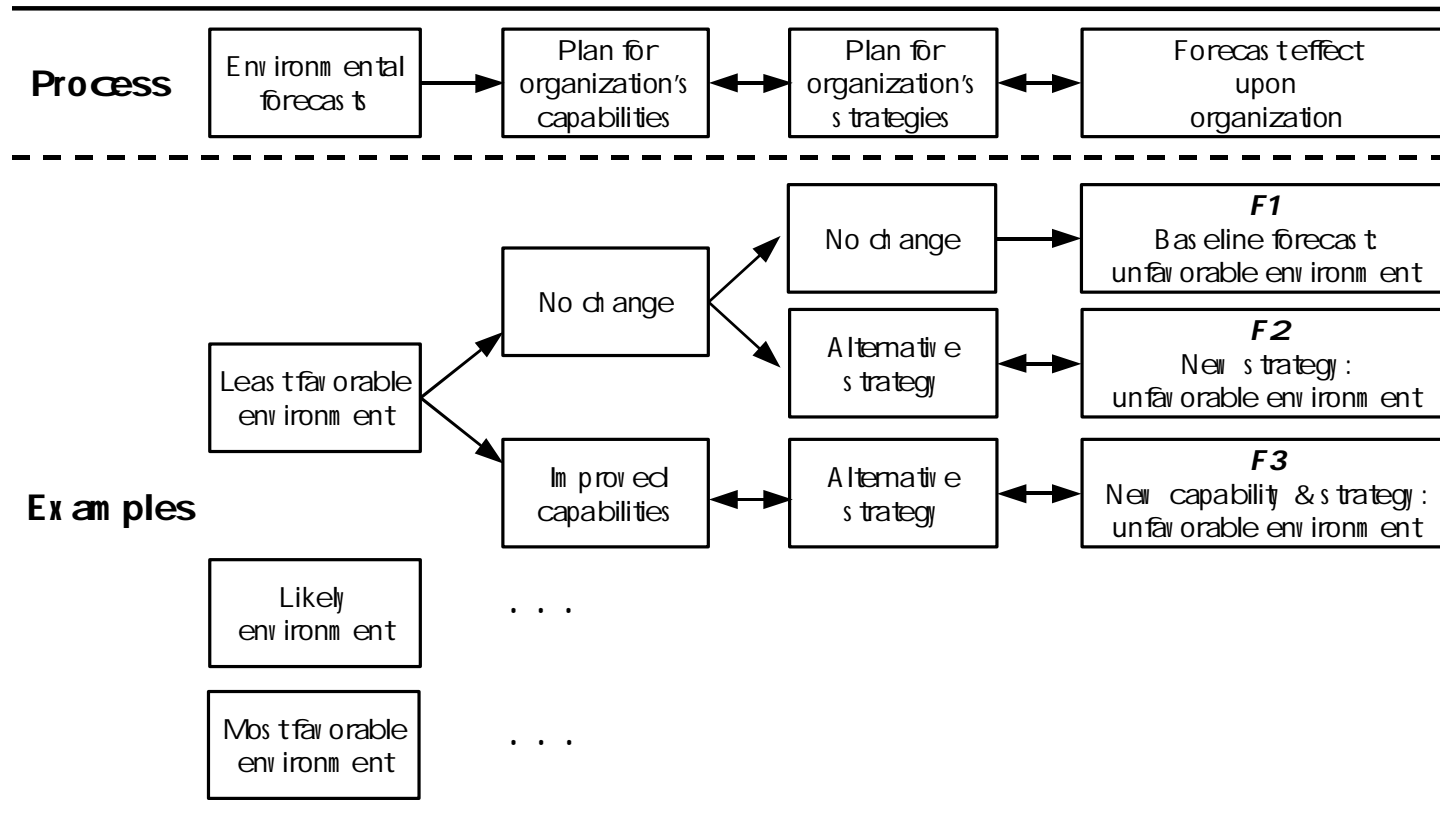 Process
Environmental
forecasts
Plan for
organization's
capabilities
Plan for
organization's
strategies
Forecast effect
upon
organization
Examples
Least favorable
environment
No change
No change
F1
Baseline forecast:
unfavorable environment
Alternative
strategy
F2
New strategy:
unfavorable environment
Improved
capabilities
Alternative
strategy
F3
New capability & strategy:
unfavorable environment
Likely
environment
. . .
Most favorable
environment
. . .